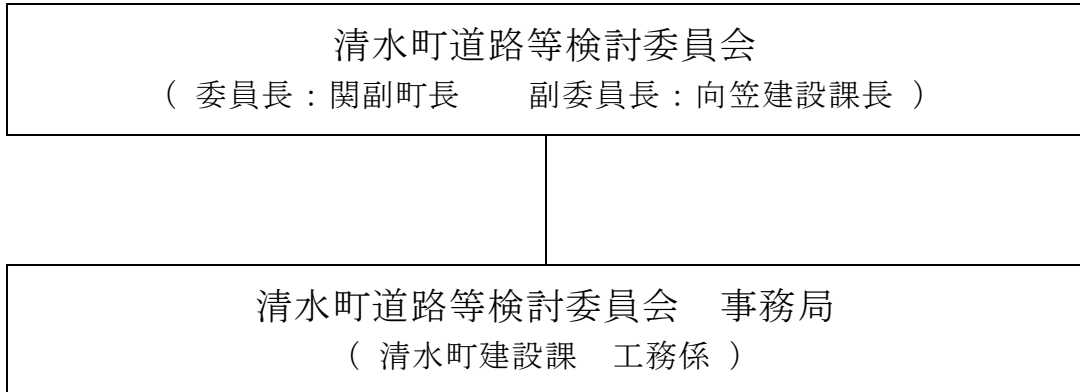 清水町道路等検討委員会
（ 委員長：関副町長　　副委員長：向笠建設課長 ）
清水町道路等検討委員会　事務局
（ 清水町建設課　工務係 ）